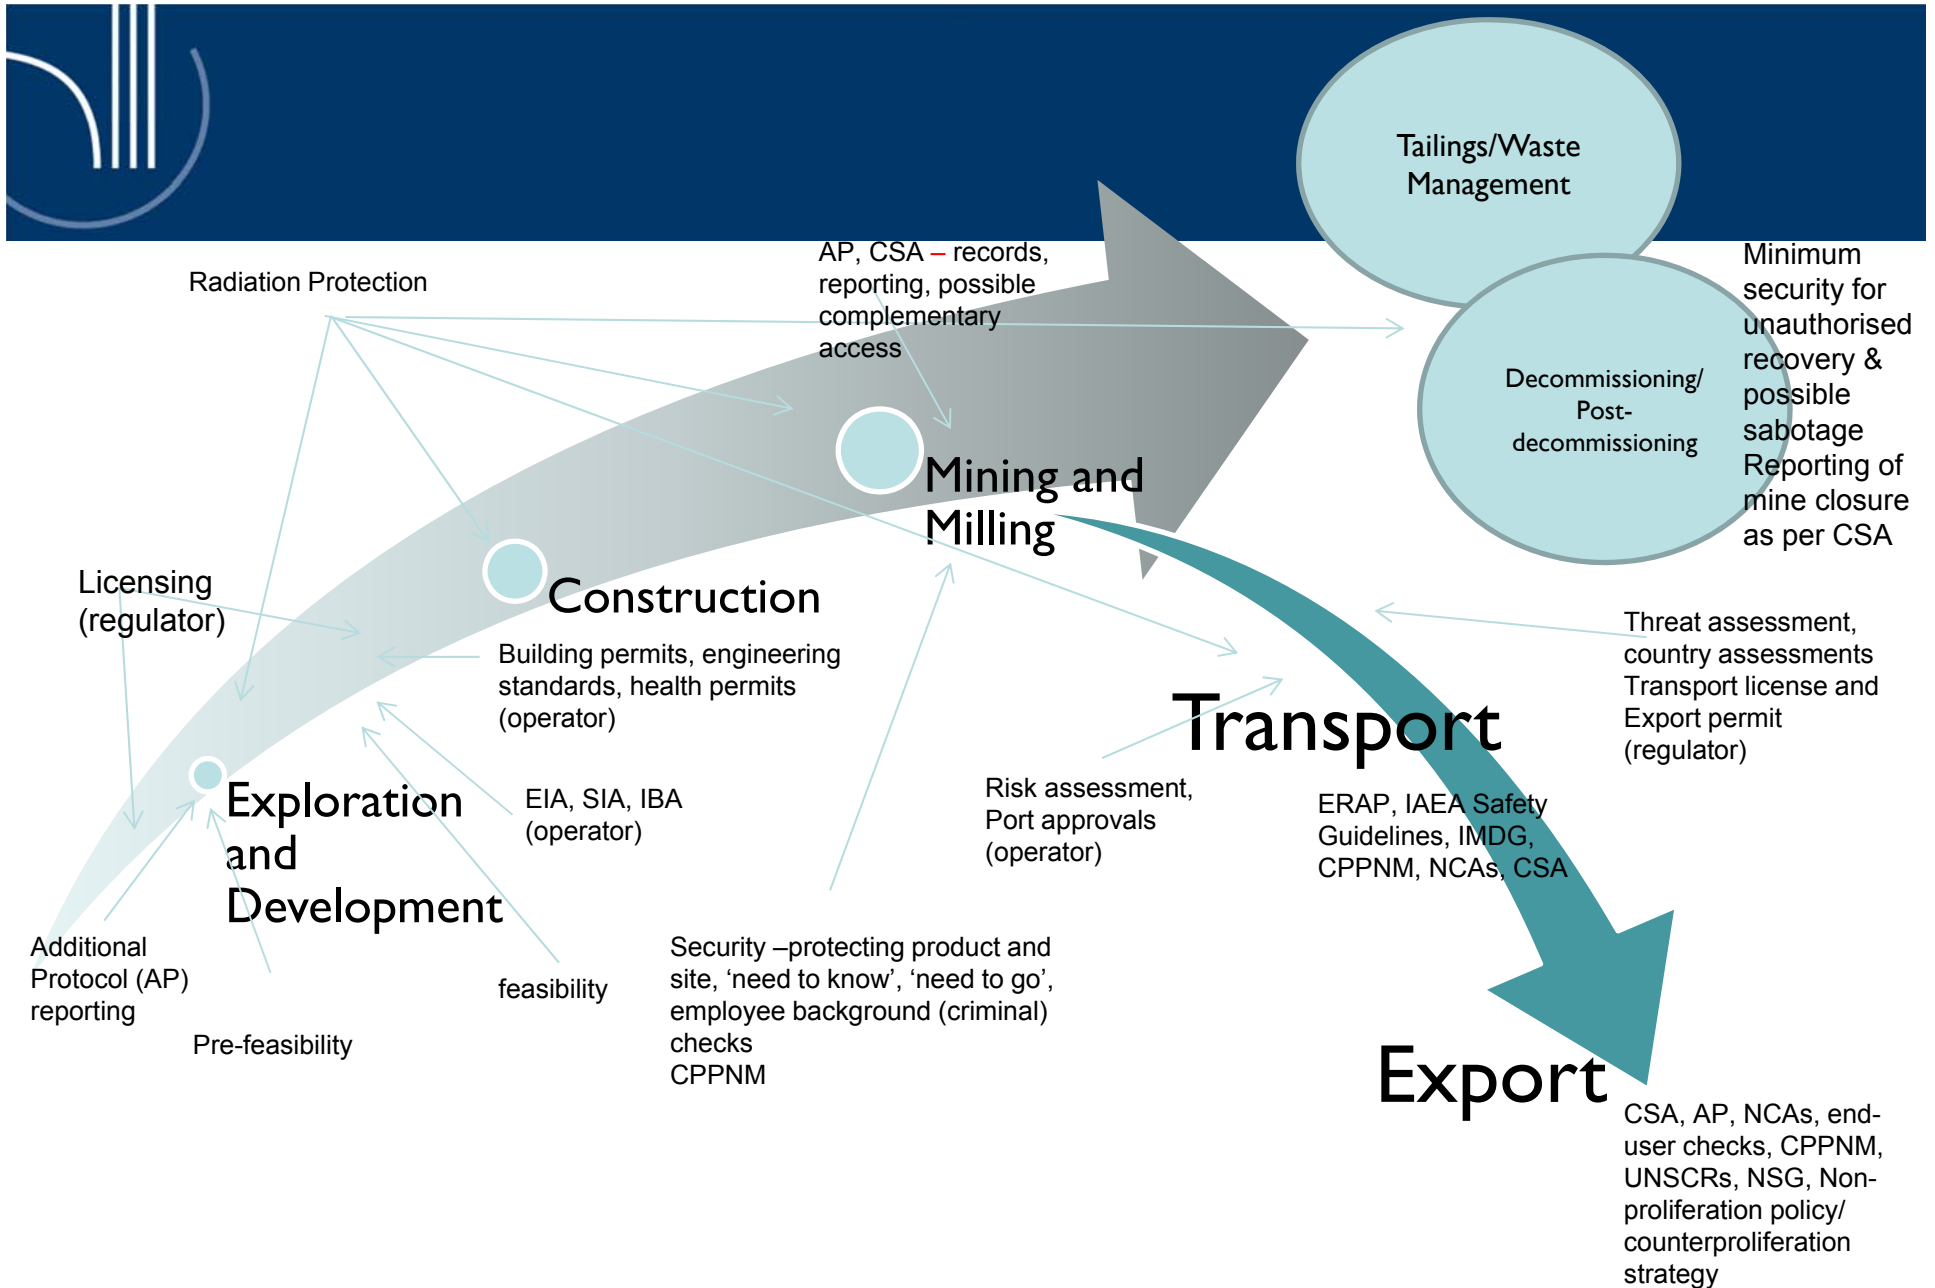 Tailings/Waste
Management
Radiation Protection
AP, CSA – records,
reporting, possible
complementary
access
Minimum
security for
unauthorised
recovery &
possible
sabotage
Reporting of
mine closure
as per CSA
Decommissioning/
Post-
decommissioning
Mining and
Milling
Licensing
(regulator)
Construction
Building permits, engineering
standards, health permits
(operator)
Threat assessment,
country assessments
Transport license and
Export permit
(regulator)
Transport
Exploration
and
Development
EIA, SIA, IBA
(operator)
Risk assessment,
Port approvals
(operator)
ERAP, IAEA Safety
Guidelines, IMDG,
CPPNM, NCAs, CSA
Additional
Protocol (AP)
reporting
Pre-feasibility
feasibility
Security –protecting product and
site, ‘need to know’, ‘need to go’,
employee background (criminal)
checks
CPPNM
Export
CSA, AP, NCAs, end-
user checks, CPPNM,
UNSCRs, NSG, Non-
proliferation policy/
counterproliferation
strategy